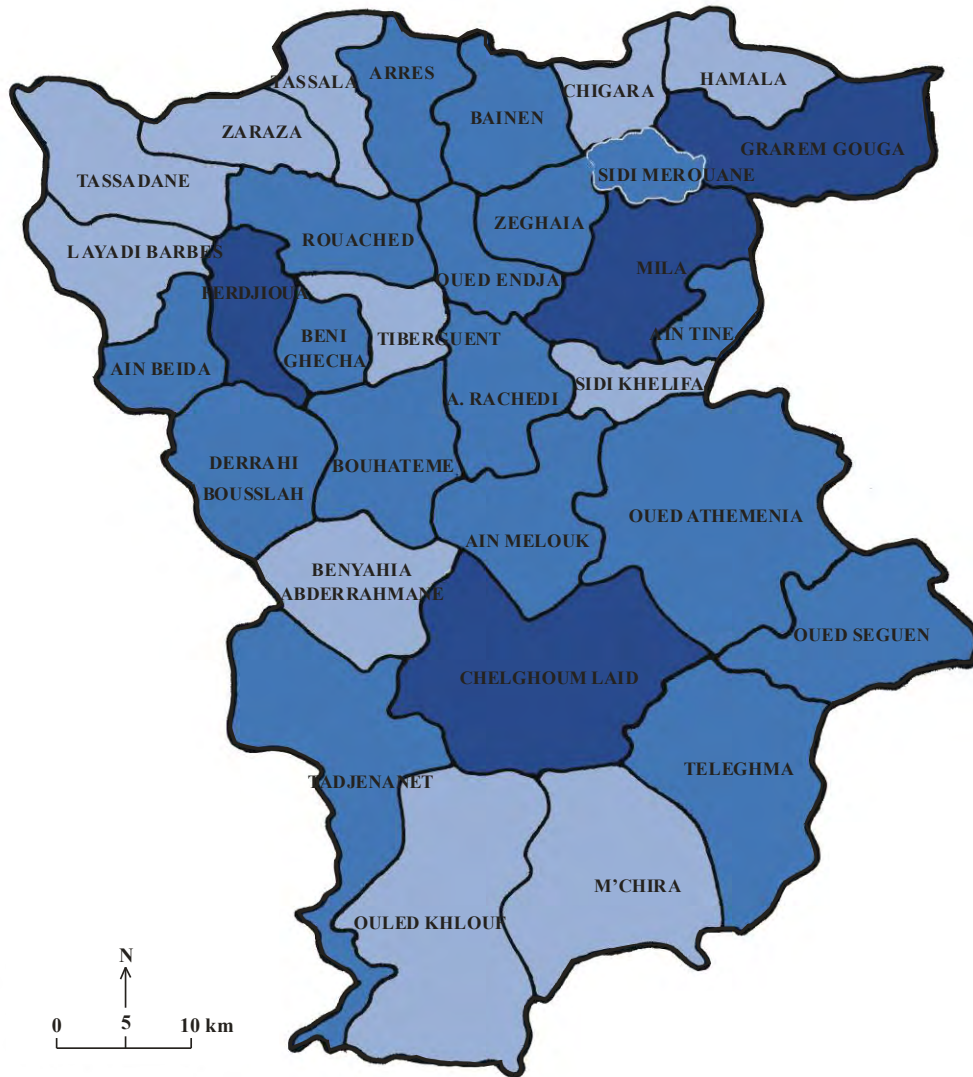 TASSALA
ARRES
CHIGARA
HAMALA
BAINEN
ZARAZA
GRAREM GOUGA
TASSADANE
SIDI MEROUANE
ZEGHAIA
ROUACHED
LAYADI BARBES
MILA
OUED ENDJA
FERDJIOUA
BENI
GHECHA
TIBERGUENT
AIN TINE
AIN BEIDA
SIDI KHELIFA
A. RACHEDI
DERRAHI
BOUSSLAH
BOUHATEME
OUED ATHEMENIA
AIN MELOUK
BENYAHIA
ABDERRAHMANE
OUED SEGUEN
CHELGHOUM LAID
TELEGHMA
TADJENANET
M'CHIRA
OULED KHLOUF
N
0 5 10 km